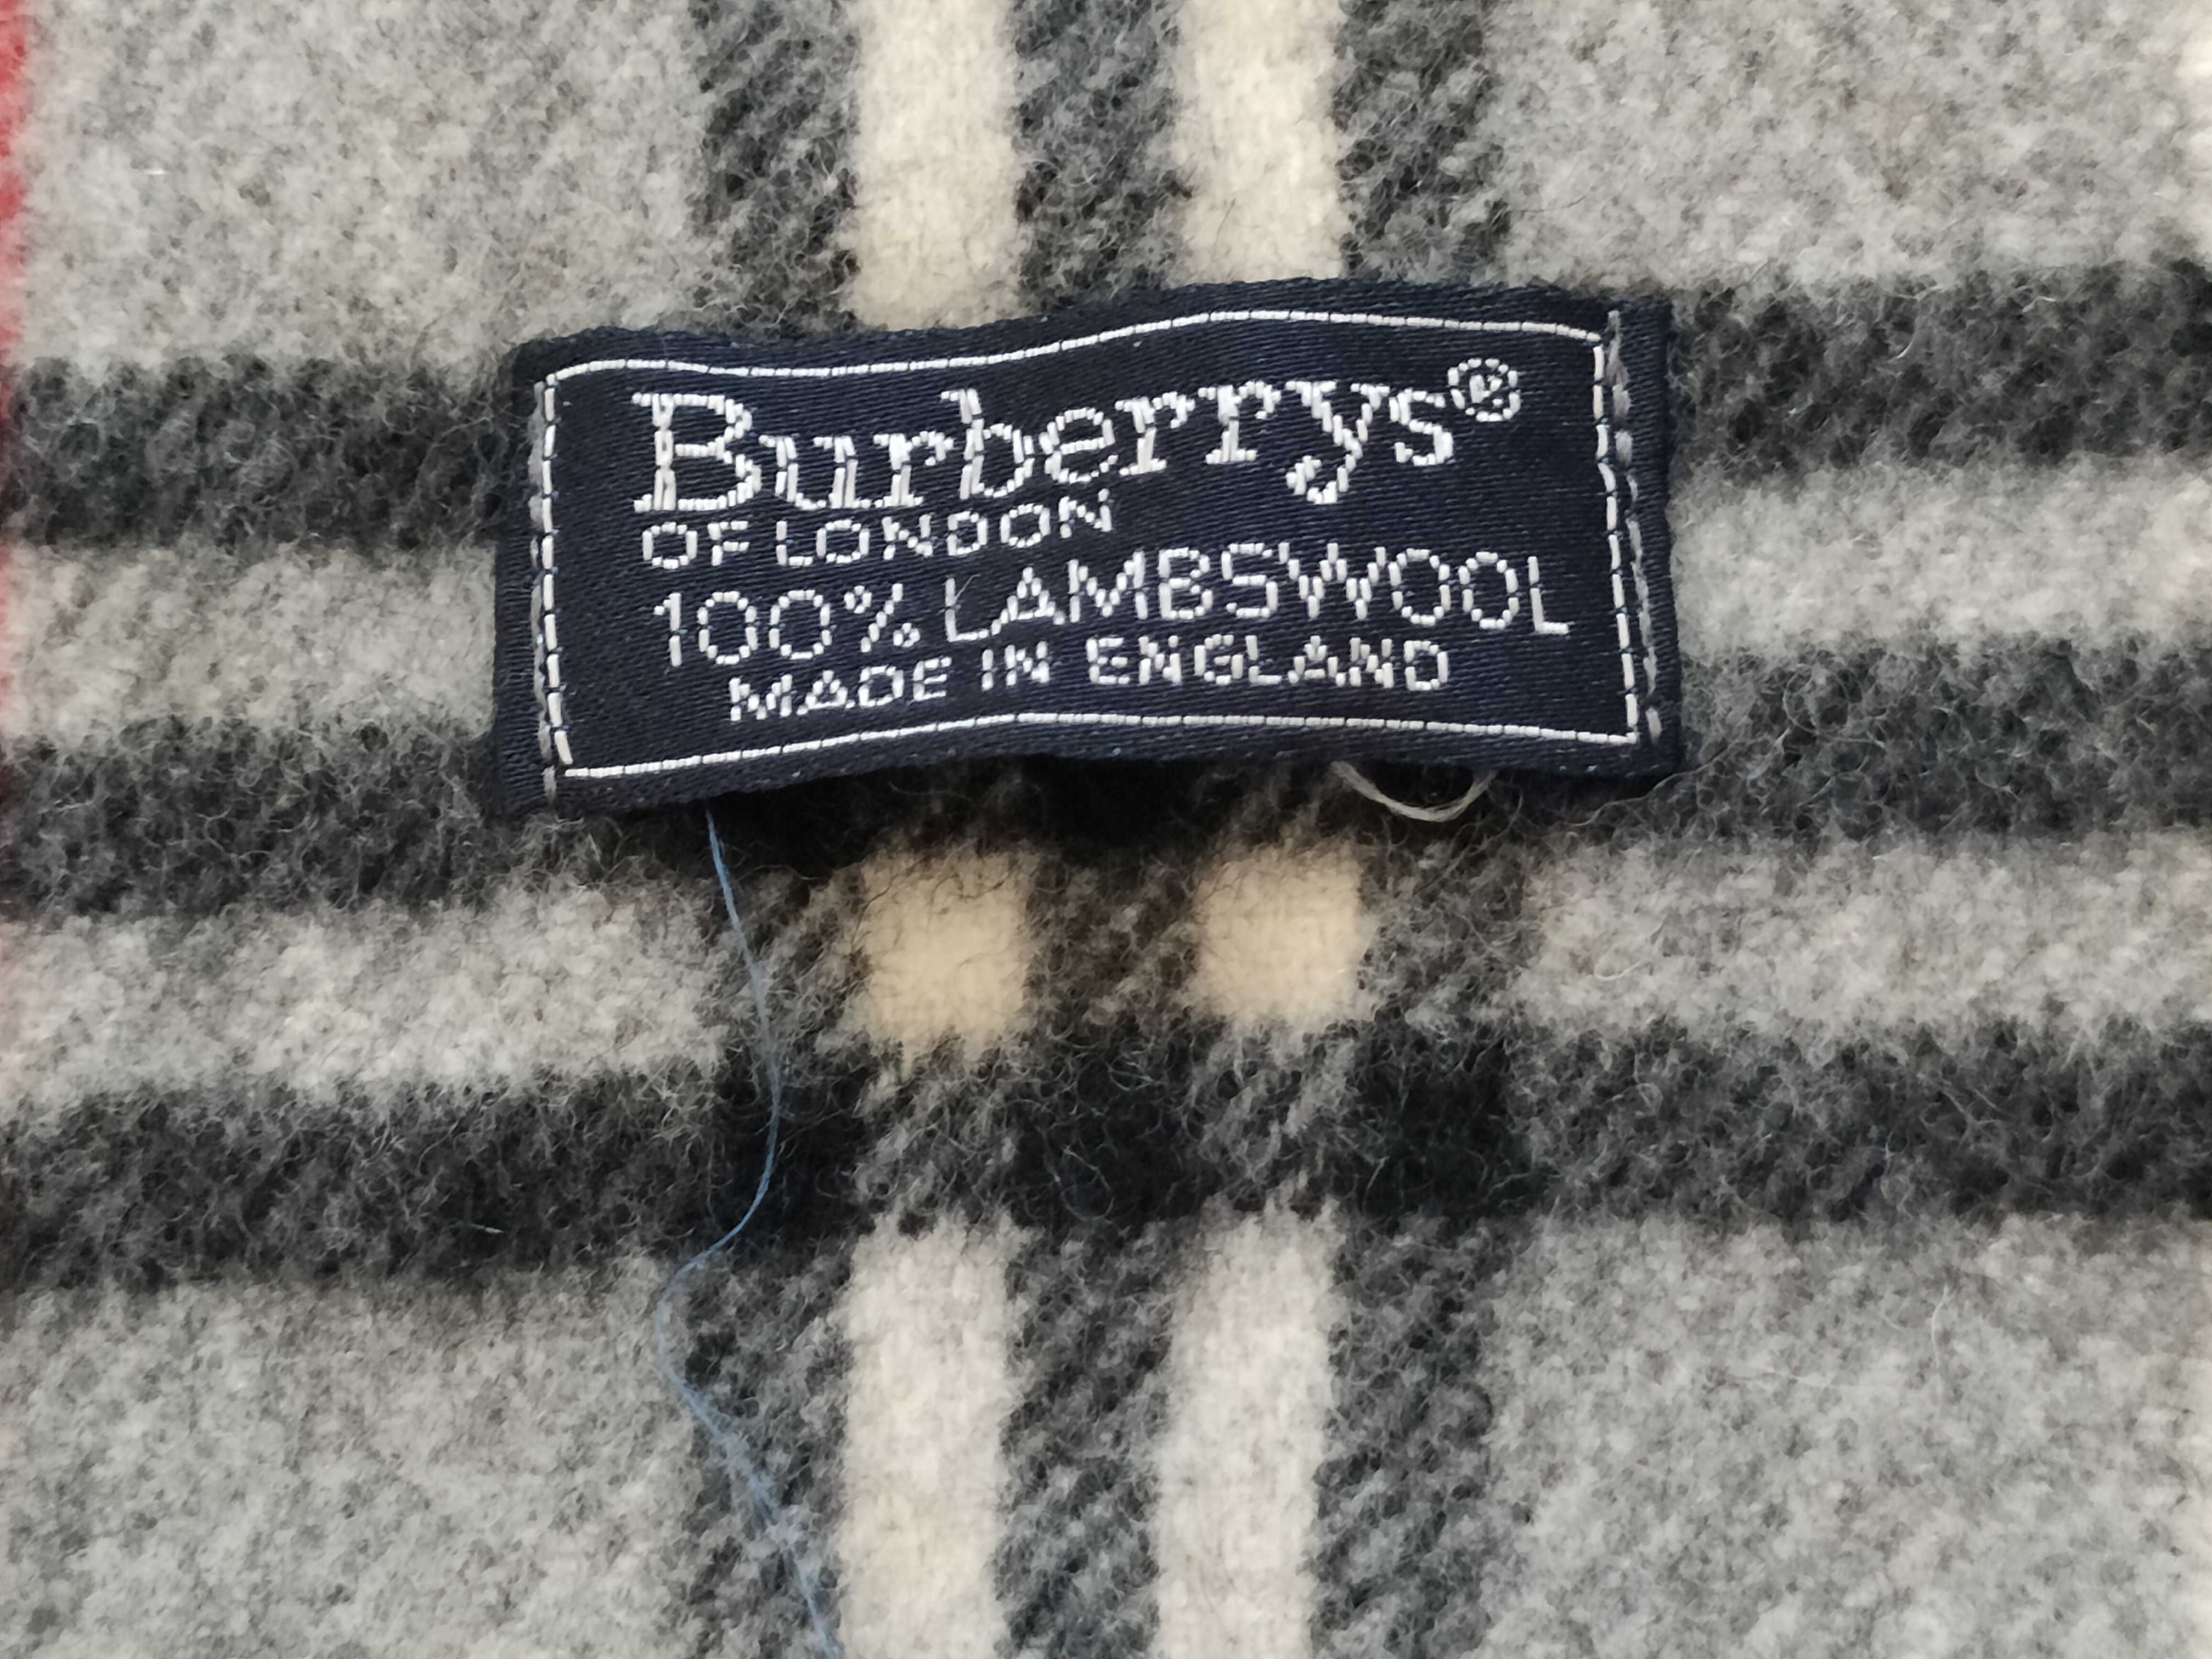 Burberrys®
OF LONDON
100% LAMBSWOOL
MADE IN ENGLAND